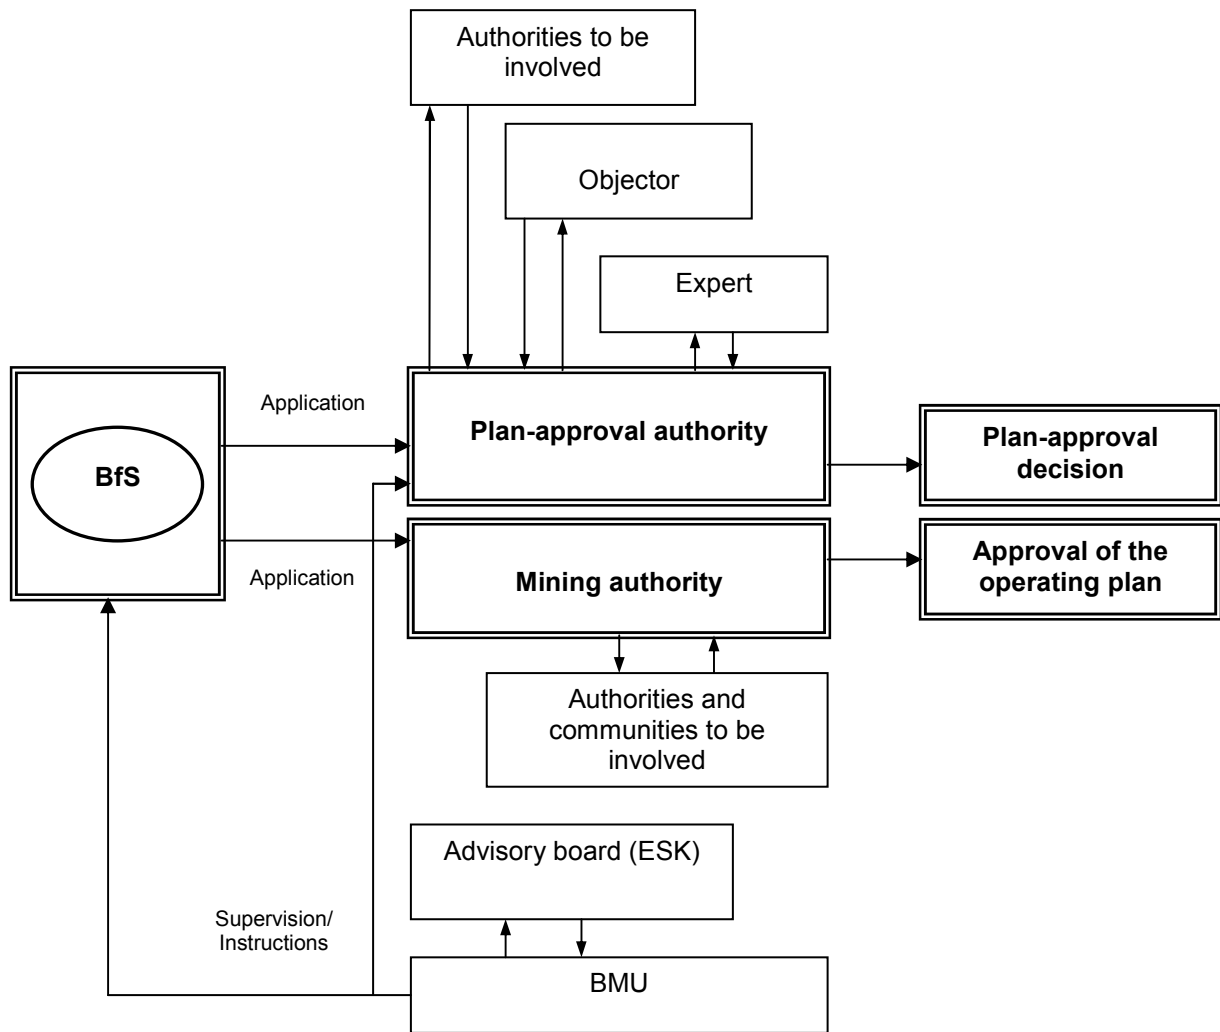 Authorities to be
involved
Objector
Expert
Application
Plan-approval authority
Plan-approval
decision
BfS
Application
Mining authority
Approval of the
operating plan
Authorities and
communities to be
involved
Advisory board (ESK)
Supervision/
Instructions
BMU